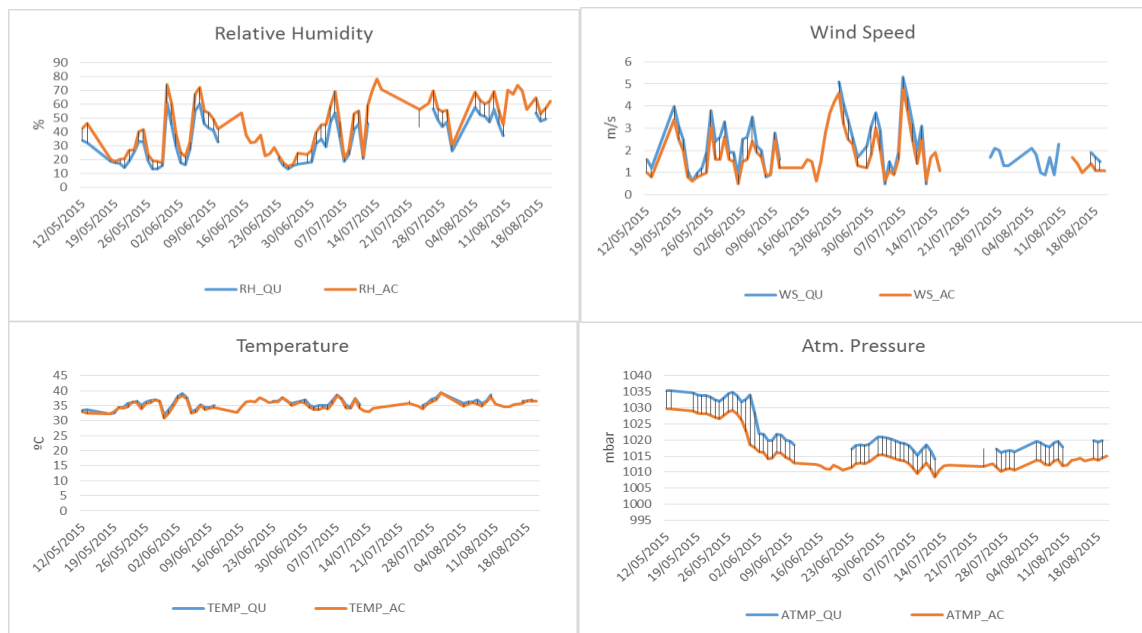 Relative Humidity
90
80
70
60
50
40
30
20
10
0
%
12/05/2015 19/05/2015 26/05/2015 02/06/2015 09/06/2015 16/06/2015 23/06/2015 30/06/2015 07/07/2015 14/07/2015 21/07/2015 28/07/2015 04/08/2015 11/08/2015 18/08/2015
RH_QU RH_AC
Wind Speed
6
5
4
3
2
1
0
m/s
12/05/2015 19/05/2015 26/05/2015 02/06/2015 09/06/2015 16/06/2015 23/06/2015 30/06/2015 07/07/2015 14/07/2015 21/07/2015 28/07/2015 04/08/2015 11/08/2015 18/08/2015
WS_QU WS_AC
Temperature
45
40
35
30
25
20
15
10
5
0
ºC
12/05/2015 19/05/2015 26/05/2015 02/06/2015 09/06/2015 16/06/2015 23/06/2015 30/06/2015 07/07/2015 14/07/2015 21/07/2015 28/07/2015 04/08/2015 11/08/2015 18/08/2015
TEMP_QU TEMP_AC
Atm. Pressure
1040
1035
1030
1025
1020
1015
1010
1005
1000
995
mbar
12/05/2015 19/05/2015 26/05/2015 02/06/2015 09/06/2015 16/06/2015 23/06/2015 30/06/2015 07/07/2015 14/07/2015 21/07/2015 28/07/2015 04/08/2015 11/08/2015 18/08/2015
ATMP_QU ATMP_AC